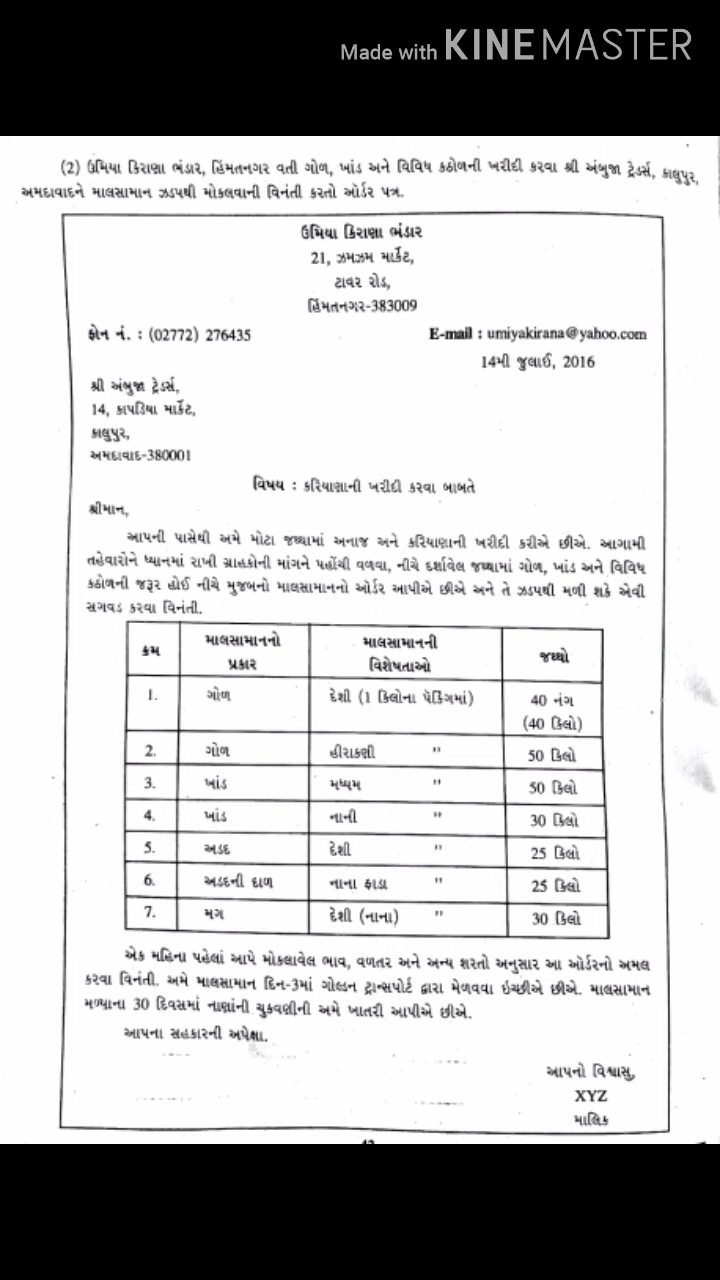 Made with KINEMASTER
(2) ઉમિયા કિરાણા ભંડાર, હિંમતનગર વતી ગોળ, ખાંડ અને વિવિધ કઠોળની ખરીદી કરવા શ્રી અંબુજા ટ્રેડર્સ, કાલુપુર,
અમદાવાદને માલસામાન ઝડપથી મોકલવાની વિનંતી કરતો ઑર્ડર પત્ર.
ઉમિયા કિરાણા ભંડાર
21, ઝમઝમ માર્કેટ,
ટાવર રોડ,
હિંમતનગર-383009
ફોન નં. : (02772) 276435 E-mail : umiyakirana@yahoo.com
14મી જુલાઈ, 2016
શ્રી અંબુજા ટ્રેડર્સ,
14, કાપડિયા માર્કેટ,
કાલુપુર,
અમદાવાદ-380001
વિષય : કરિયાણાની ખરીદી કરવા બાબતે
શ્રીમાન,
આપની પાસેથી અમે મોટા જથ્થામાં અનાજ અને કરિયાણાની ખરીદી કરીએ છીએ. આગામી
તહેવારોને ધ્યાનમાં રાખી ગ્રાહકોની માંગને પહોંચી વળવા, નીચે દર્શાવેલ જથ્થામાં ગોળ, ખાંડ અને વિવિધ
કઠોળની જરૂર હોઈ નીચે મુજબનો માલસામાનનો ઑર્ડર આપીએ છીએ અને તે ઝડપથી મળી શકે એવી
સગવડ કરવા વિનંતી.
ક્રમ માલસામાનનો પ્રકાર માલસામાનની વિશેષતાઓ જથ્થો
1. ગોળ દેશી (1 કિલોના પૅકિંગમાં) 40 નંગ
(40 કિલો)
2. ગોળ હીરાકણી " 50 કિલો
3. ખાંડ મધ્યમ " 50 કિલો
4. ખાંડ નાની " 30 કિલો
5. અડદ દેશી " 25 કિલો
6. અડદની દાળ નાના ફાડા " 25 કિલો
7. મગ દેશી (નાના) " 30 કિલો
એક મહિના પહેલાં આપે મોકલાવેલ ભાવ, વળતર અને અન્ય શરતો અનુસાર આ ઑર્ડરનો અમલ
કરવા વિનંતી. અમે માલસામાન દિન-3માં ગોલ્ડન ટ્રાન્સપોર્ટ દ્વારા મેળવવા ઇચ્છીએ છીએ. માલસામાન
મળ્યાના 30 દિવસમાં નાણાંની ચુકવણીની અમે ખાતરી આપીએ છીએ.
આપના સહકારની અપેક્ષા.
આપનો વિશ્વાસુ,
XYZ
માલિક